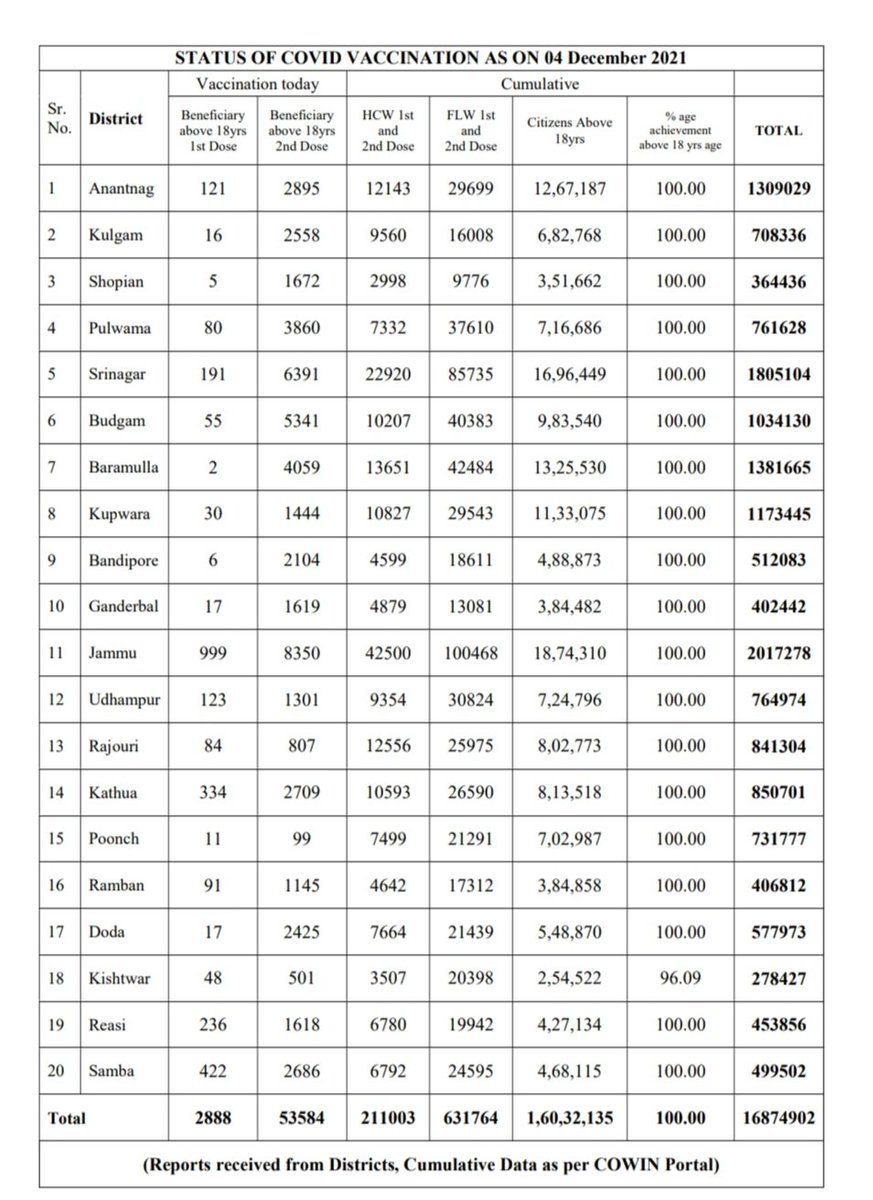 STATUS OF COVID VACCINATION AS ON 04 December 2021
Vaccination today Cumulative
Sr. No. District Beneficiary above 18yrs 1st Dose Beneficiary above 18yrs 2nd Dose HCW 1st and 2nd Dose FLW 1st and 2nd Dose Citizens Above 18yrs % age achievement above 18 yrs age TOTAL
1 Anantnag 121 2895 12143 29699 12,67,187 100.00 1309029
2 Kulgam 16 2558 9560 16008 6,82,768 100.00 708336
3 Shopian 5 1672 2998 9776 3,51,662 100.00 364436
4 Pulwama 80 3860 7332 37610 7,16,686 100.00 761628
5 Srinagar 191 6391 22920 85735 16,96,449 100.00 1805104
6 Budgam 55 5341 10207 40383 9,83,540 100.00 1034130
7 Baramulla 2 4059 13651 42484 13,25,530 100.00 1381665
8 Kupwara 30 1444 10827 29543 11,33,075 100.00 1173445
9 Bandipore 6 2104 4599 18611 4,88,873 100.00 512083
10 Ganderbal 17 1619 4879 13081 3,84,482 100.00 402442
11 Jammu 999 8350 42500 100468 18,74,310 100.00 2017278
12 Udhampur 123 1301 9354 30824 7,24,796 100.00 764974
13 Rajouri 84 807 12556 25975 8,02,773 100.00 841304
14 Kathua 334 2709 10593 26590 8,13,518 100.00 850701
15 Poonch 11 99 7499 21291 7,02,987 100.00 731777
16 Ramban 91 1145 4642 17312 3,84,858 100.00 406812
17 Doda 17 2425 7664 21439 5,48,870 100.00 577973
18 Kishtwar 48 501 3507 20398 2,54,522 96.09 278427
19 Reasi 236 1618 6780 19942 4,27,134 100.00 453856
20 Samba 422 2686 6792 24595 4,68,115 100.00 499502
Total 2888 53584 211003 631764 1,60,32,135 100.00 16874902
(Reports received from Districts, Cumulative Data as per COWIN Portal)